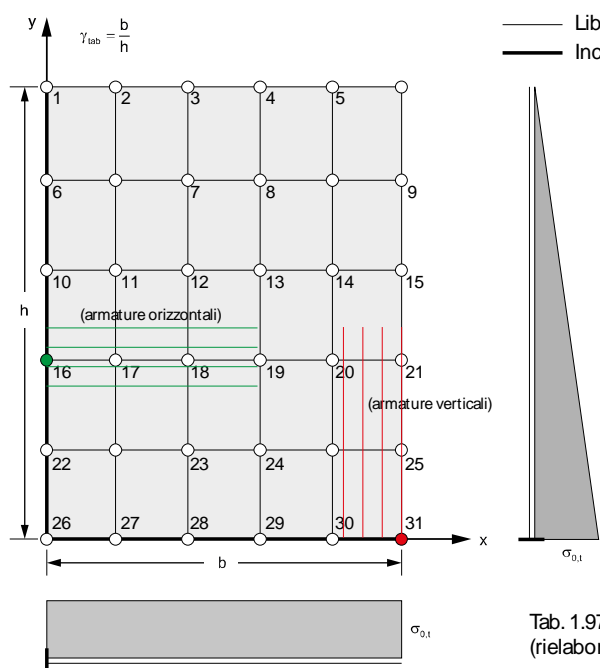 y
γtab = b/h
Lib
Inc
1 2 3 4 5
6 7 8 9
10 11 12 13 14 15
h
(armature orizzontali)
16 17 18 19 20 21
(armature verticali)
22 23 24 25
26 27 28 29 30 31
x
b
σ0,t
σ0,t
Tab. 1.97
(rielabor